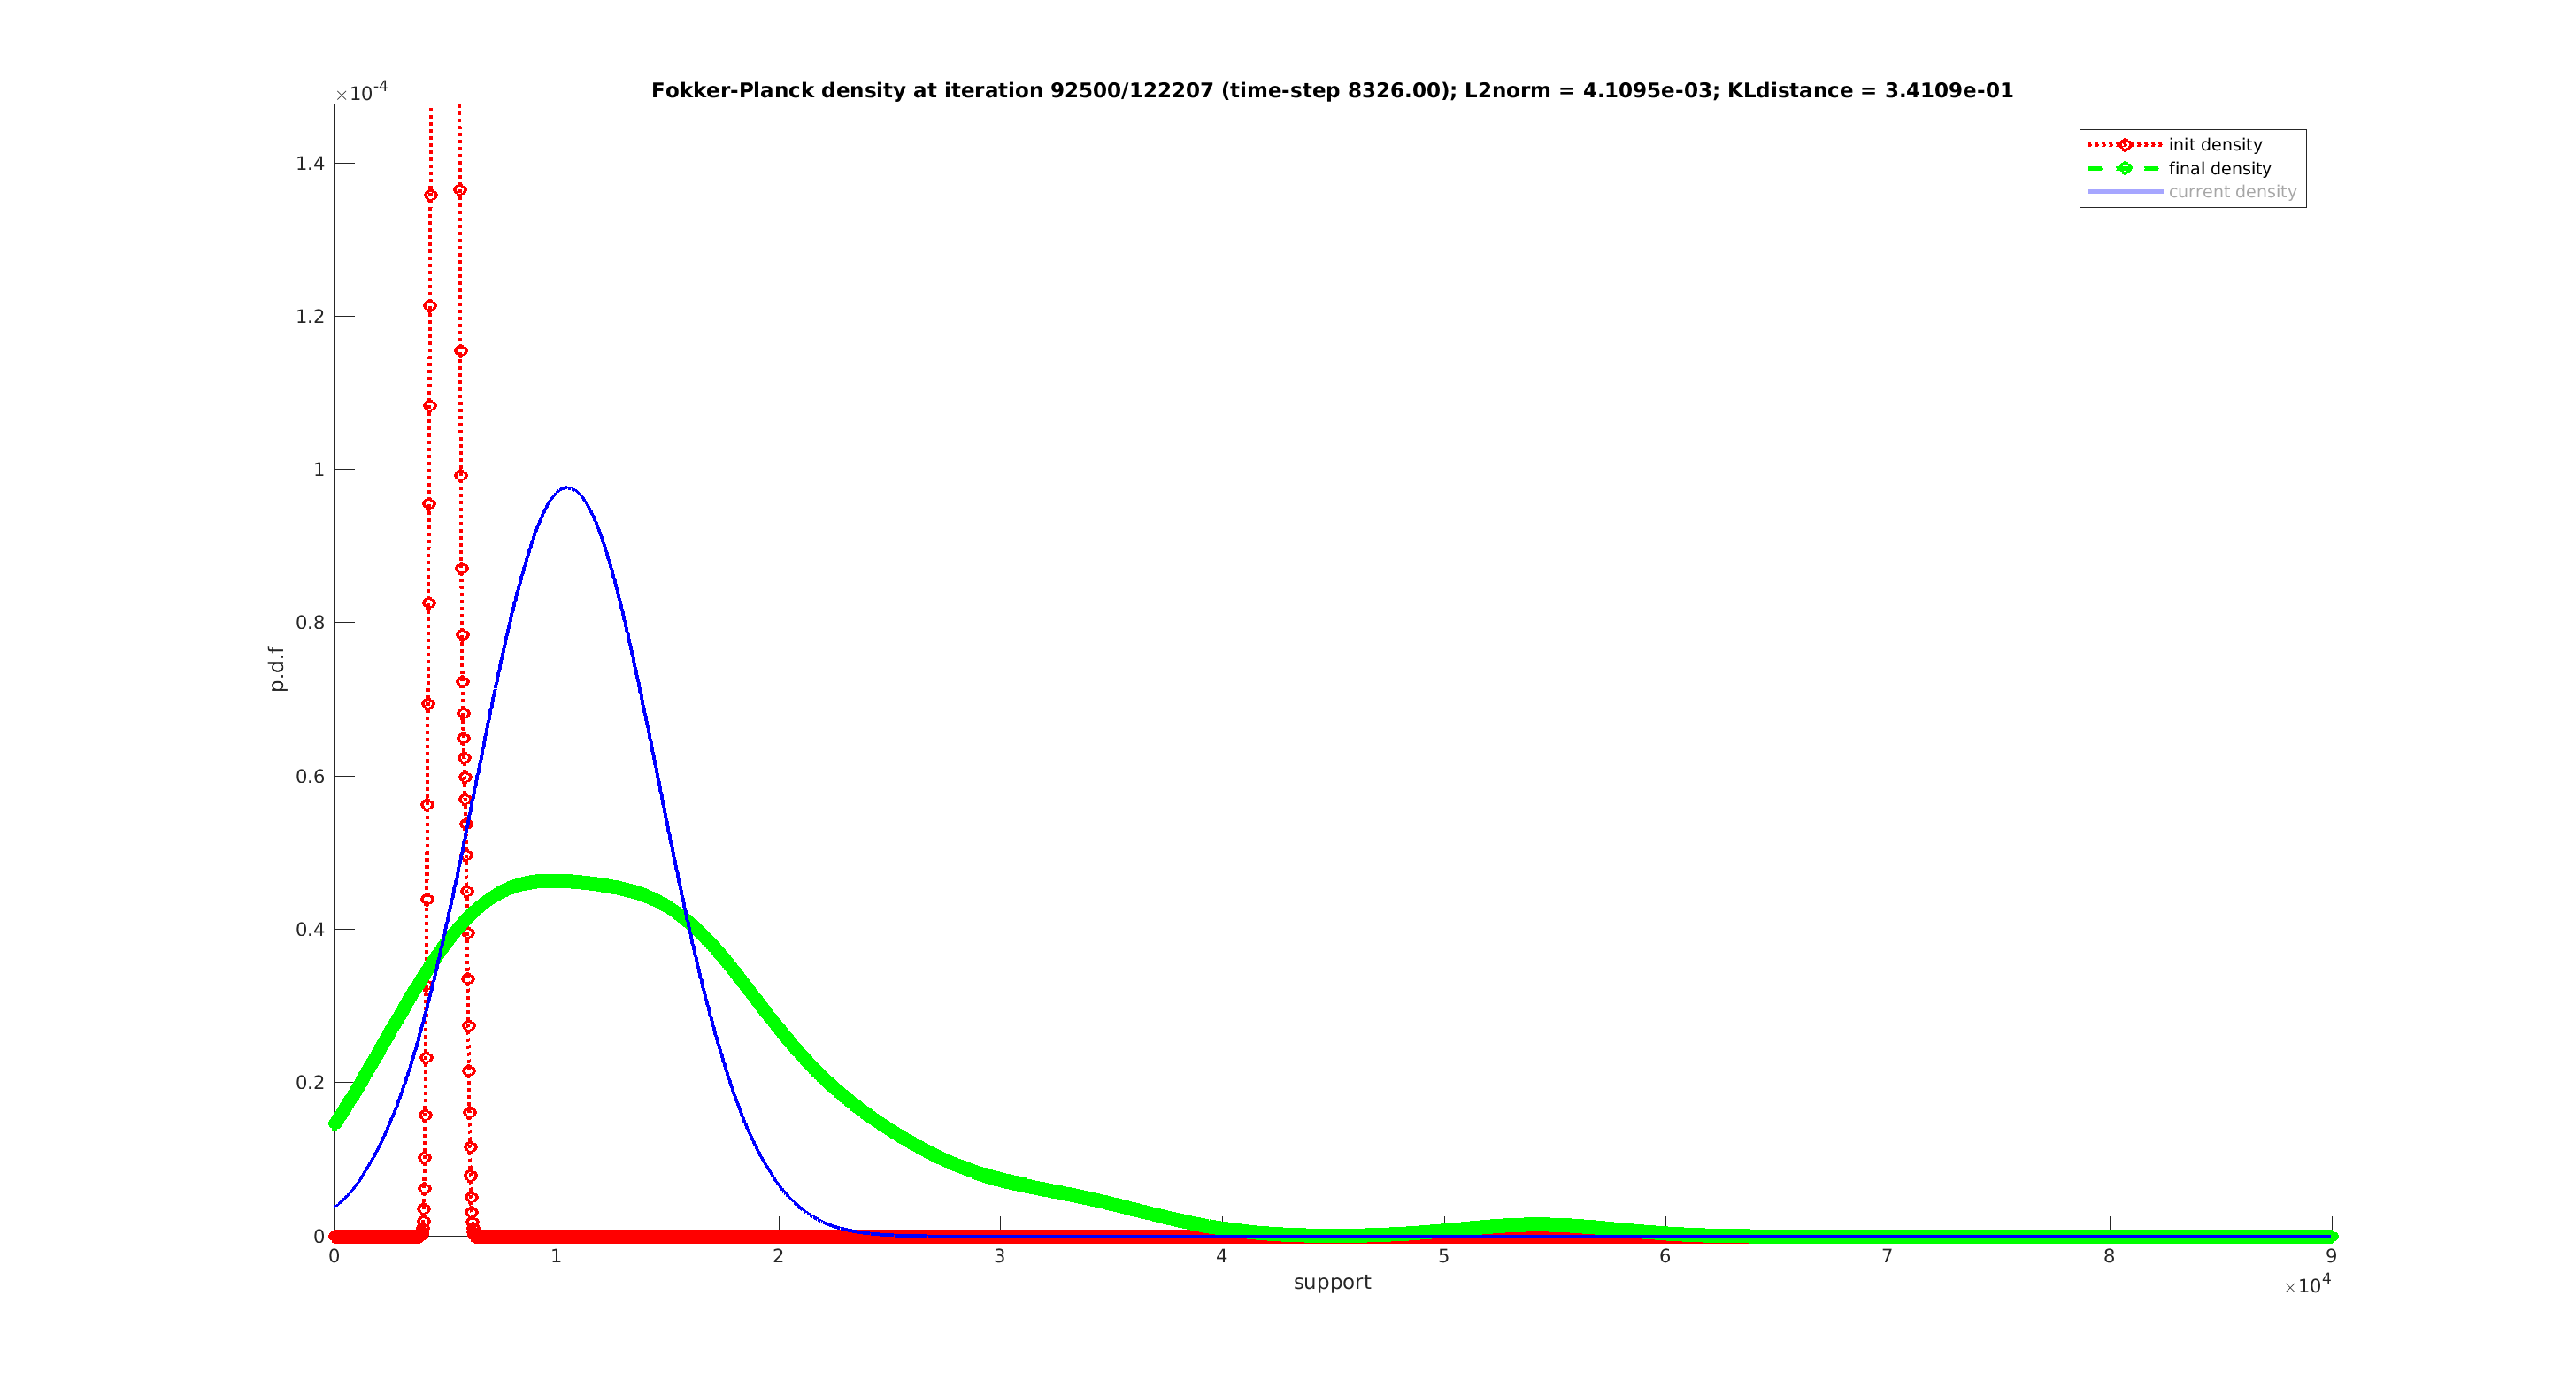 Fokker-Planck density at iteration 92500/122207 (time-step 8326.00); L2norm = 4.1095e-03; KLdistance = 3.4109e-01
×10-4
init density
final density
current density
1.4
1.2
1
0.8
0.6
0.4
0.2
0
p.d.f
0 1 2 3 4 5 6 7 8 9
support
×104